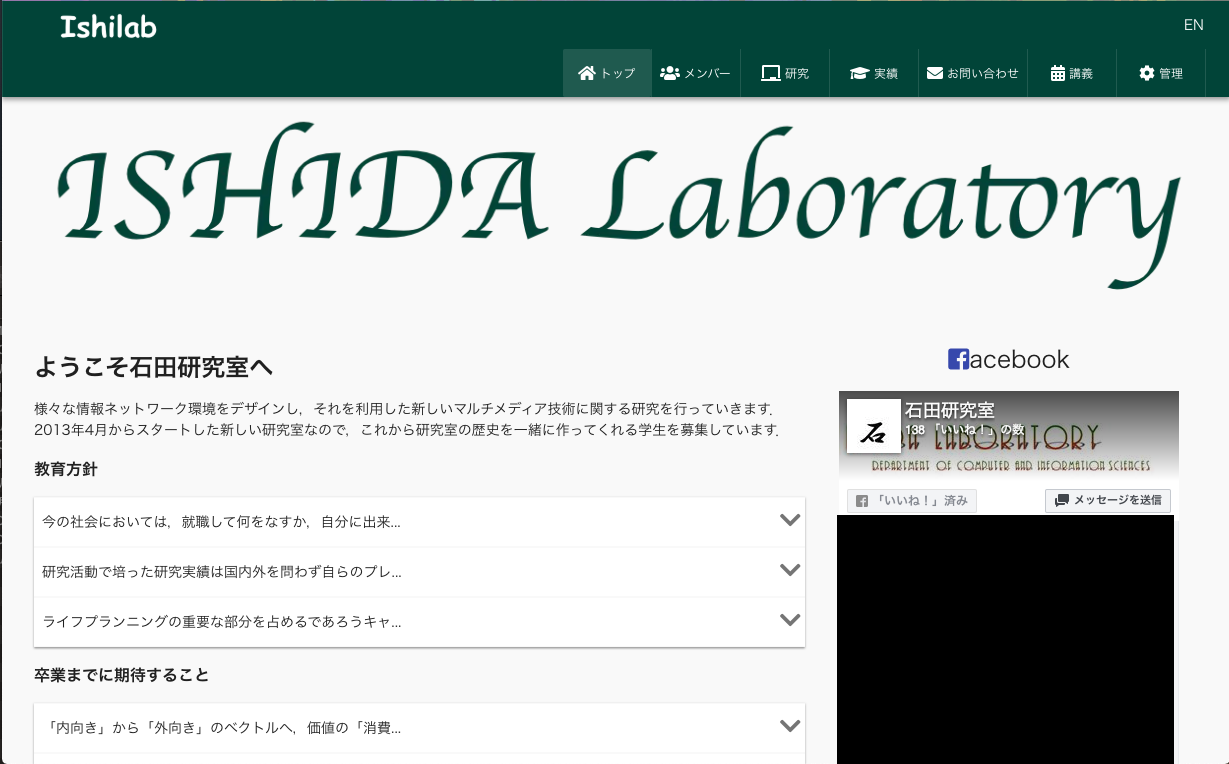 Ishilab
EN
トップ
メンバー
研究
実績
お問い合わせ
講義
管理
ISHIDA Laboratory
ようこそ石田研究室へ
様々な情報ネットワーク環境をデザインし，それを利用した新しいマルチメディア技術に関する研究を行っていきます．
2013年4月からスタートした新しい研究室なので，これから研究室の歴史を一緒に作ってくれる学生を募集しています．
教育方針
今の社会においては，就職して何をなすか，自分に出来...
研究活動で培った研究実績は国内外を問わず自らのプレ...
ライフプランニングの重要な部分を占めるであろうキャ...
卒業までに期待すること
「内向き」から「外向き」のベクトルへ，価値の「消費...
facebook
石
石田研究室
138 「いいね！」の数
LABORATORY
DEPARTMENT OF COMPUTER AND INFORMATION SCIENCES
「いいね！」済み
メッセージを送信